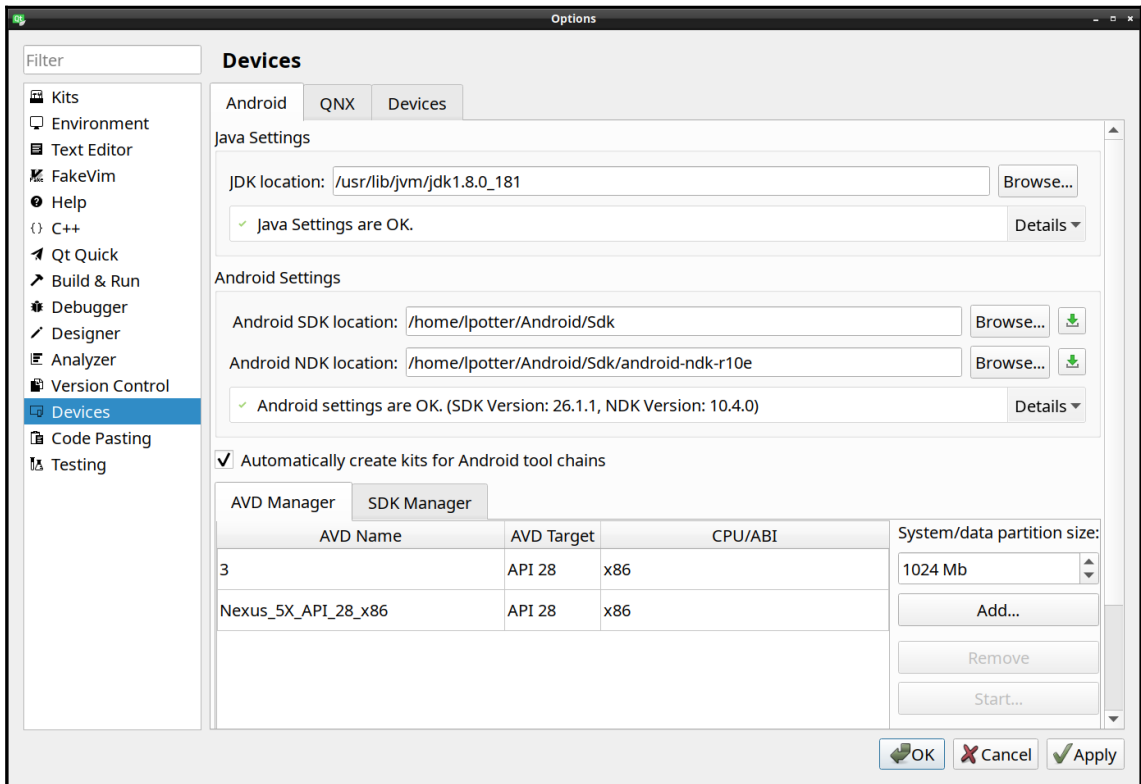 Qt
Options
Filter
Devices
Kits
Environment
Text Editor
FakeVim
Help
{} C++
Qt Quick
Build & Run
Debugger
Designer
Analyzer
Version Control
Devices
Code Pasting
Testing
Android QNX Devices
Java Settings
JDK location: /usr/lib/jvm/jdk1.8.0_181 Browse...
Java Settings are OK. Details
Android Settings
Android SDK location: /home/lpotter/Android/Sdk Browse...
Android NDK location: /home/lpotter/Android/Sdk/android-ndk-r10e Browse...
Android settings are OK. (SDK Version: 26.1.1, NDK Version: 10.4.0) Details
Automatically create kits for Android tool chains
AVD Manager SDK Manager
AVD Name AVD Target CPU/ABI
3 API 28 x86
Nexus_5X_API_28_x86 API 28 x86
System/data partition size:
1024 Mb
Add...
Remove
Start...
OK Cancel Apply